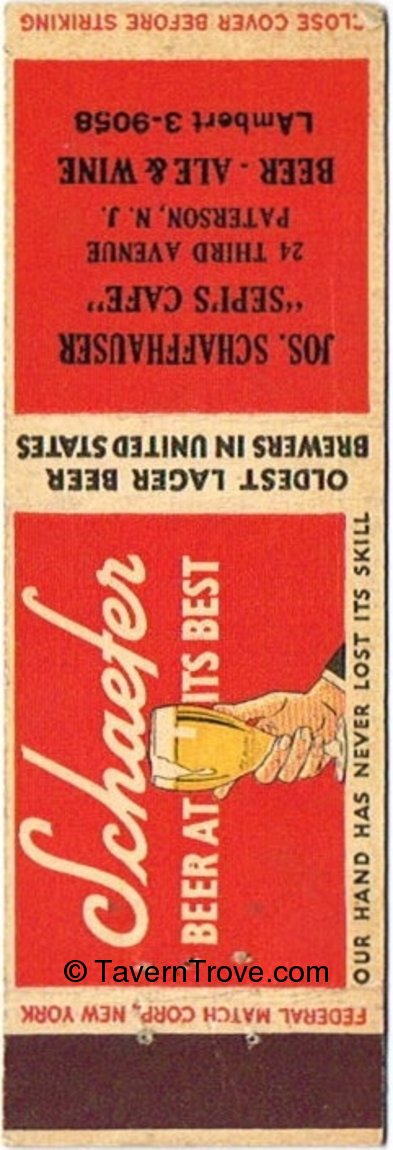 CLOSE COVER BEFORE STRIKING
JOS. SCHAFFHAUSER
"SEPI'S CAFE"
24 THIRD AVENUE
PATERSON, N. J.
BEER - ALE & WINE
LAmbert 3-9058
OLDEST LAGER BEER
BREWERS IN UNITED STATES
Schaefer
BEER AT ITS BEST
OUR HAND HAS NEVER LOST ITS SKILL
© TavernTrove.com
FEDERAL MATCH CORP., NEW YORK